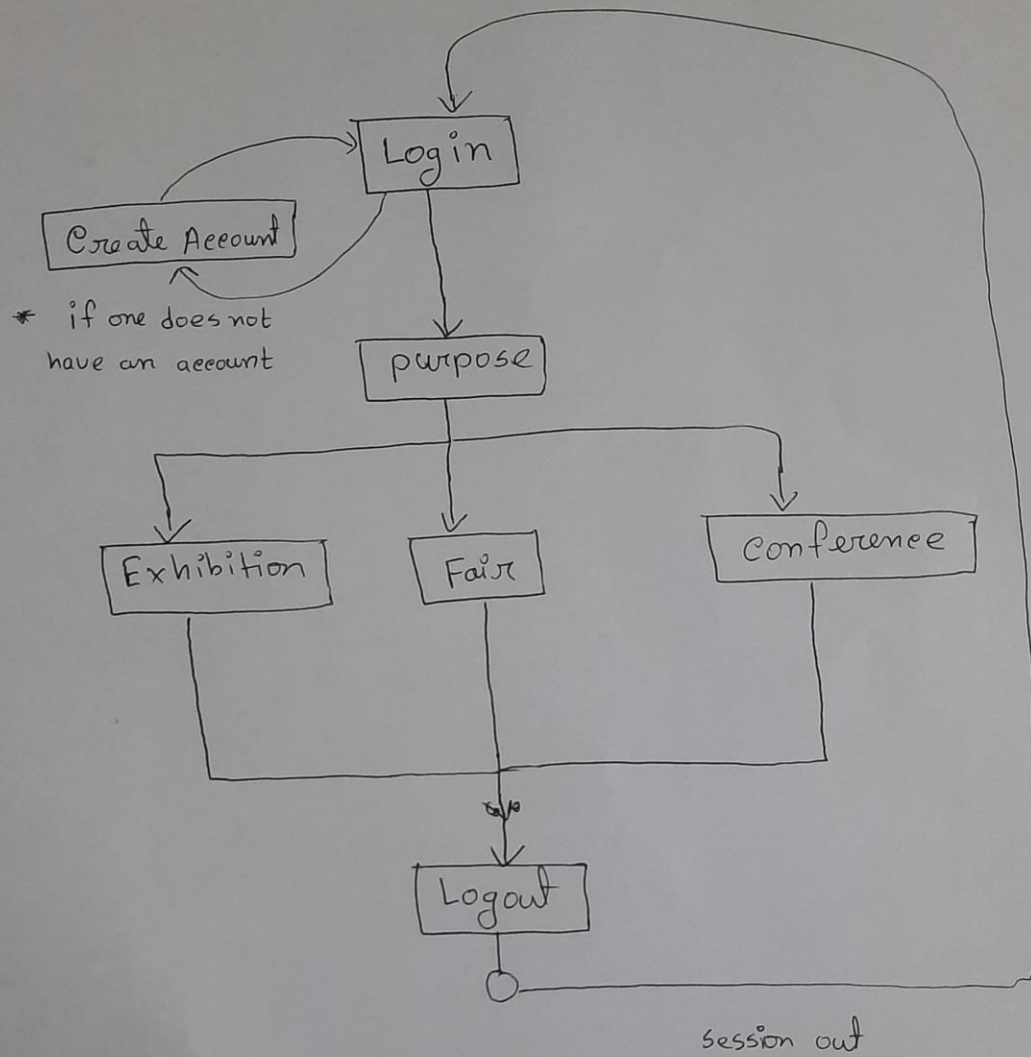 Login
Create Account
* if one does not
have an account
purpose
Exhibition
Fair
Conference
Logout
session out